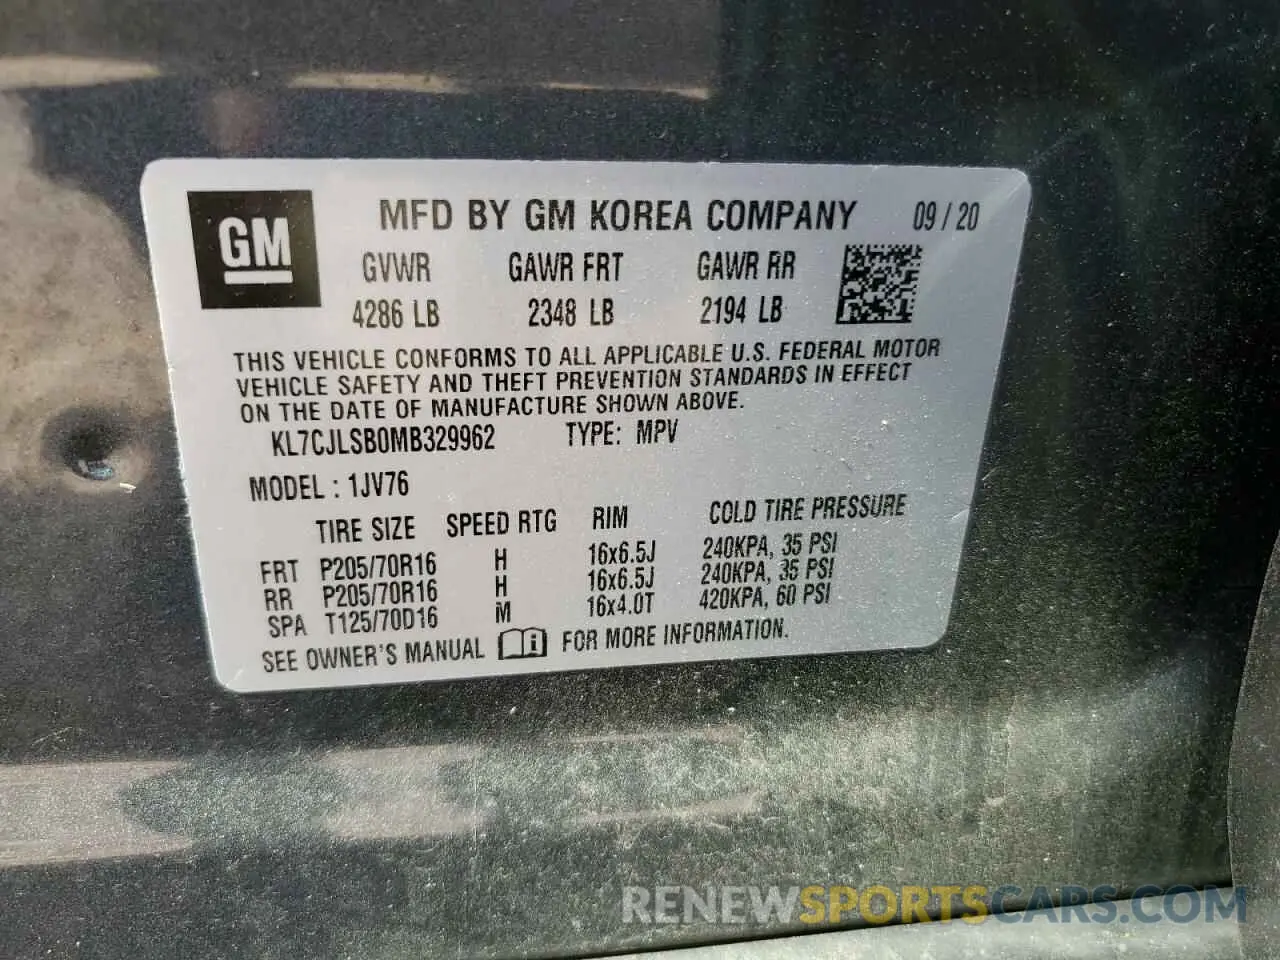 GM
MFD BY GM KOREA COMPANY 09 / 20
GVWR GAWR FRT GAWR RR
4286 LB 2348 LB 2194 LB
THIS VEHICLE CONFORMS TO ALL APPLICABLE U.S. FEDERAL MOTOR
VEHICLE SAFETY AND THEFT PREVENTION STANDARDS IN EFFECT
ON THE DATE OF MANUFACTURE SHOWN ABOVE.
KL7CJLSB0MB329962 TYPE: MPV
MODEL : 1JV76
TIRE SIZE SPEED RTG RIM COLD TIRE PRESSURE
FRT P205/70R16 H 16x6.5J 240KPA, 35 PSI
RR P205/70R16 H 16x6.5J 240KPA, 35 PSI
SPA T125/70D16 M 16x4.0T 420KPA, 60 PSI
SEE OWNER'S MANUAL FOR MORE INFORMATION.
RENEWSPORTSCARS.COM